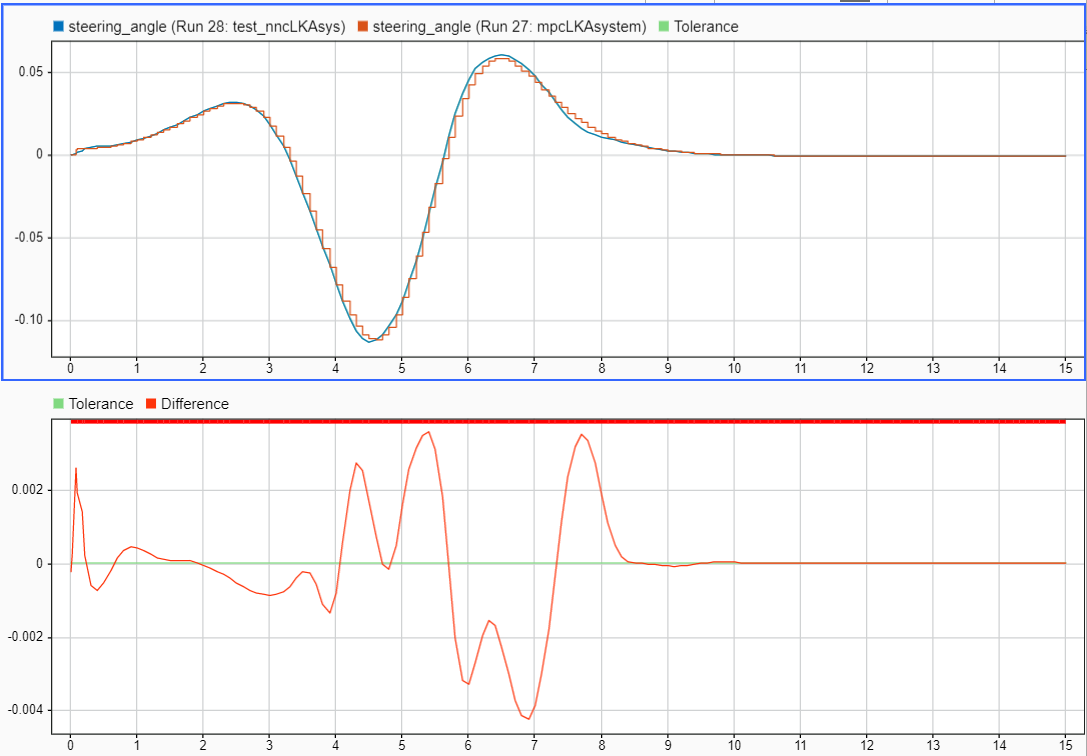 steering_angle (Run 28: test_nncLKAsys) steering_angle (Run 27: mpcLKAsystem) Tolerance
0.05
0
-0.05
-0.10
0 1 2 3 4 5 6 7 8 9 10 11 12 13 14 15
Tolerance Difference
0.002
0
-0.002
-0.004
0 1 2 3 4 5 6 7 8 9 10 11 12 13 14 15